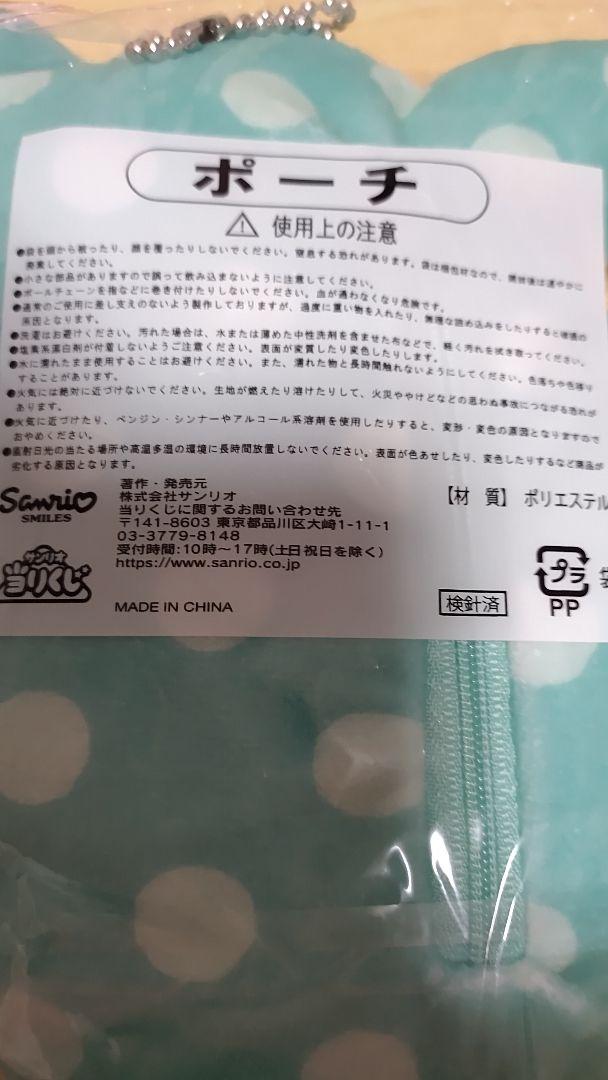 ポーチ
使用上の注意
●袋を頭から被ったり、顔を覆ったりしないでください。窒息する恐れがあります。袋は梱包材なので、開封後は速やかに
廃棄してください。
●小さな部品がありますので誤って飲み込まないように注意してください。
●ボールチェーンを指などに巻き付けたりしないでください。血が通わなくなり危険です。
●通常のご使用に差し支えのないよう製作しておりますが、過度に重い物を入れたり、無理な詰め込みをしたりすると破損の
原因となります。
●洗濯はお避けください。汚れた場合は、水または薄めた中性洗剤を含ませた布などで、軽く汚れを拭き取ってください。
●塩素系漂白剤が付着しないようご注意ください。表面が変質したり変色したりします。
●水に濡れたまま使用することはお避けください。また、濡れた物と長時間触れないようにしてください。色落ちや色移り
することがあります。
●火気には絶対に近づけないでください。生地が燃えたり溶けたりして、火災ややけどなどの思わぬ事故につながる恐れが
あります。
●火気に近づけたり、ベンジン・シンナーやアルコール系溶剤を使用したりすると、変形・変色の原因となりますので
おやめください。
●直射日光の当たる場所や高温多湿の環境に長時間放置しないでください。表面が色あせしたり、変色したりするなど商品が
劣化する原因となります。
Sanrio
SMILES
著作・発売元
株式会社サンリオ
当りくじに関するお問い合わせ先
〒141-8603 東京都品川区大崎1-11-1
03-3779-8148
受付時間:10時～17時(土日祝日を除く)
https://www.sanrio.co.jp
【材 質】 ポリエステル
サンリオ
当りくじ
MADE IN CHINA
検針済
プラ
PP